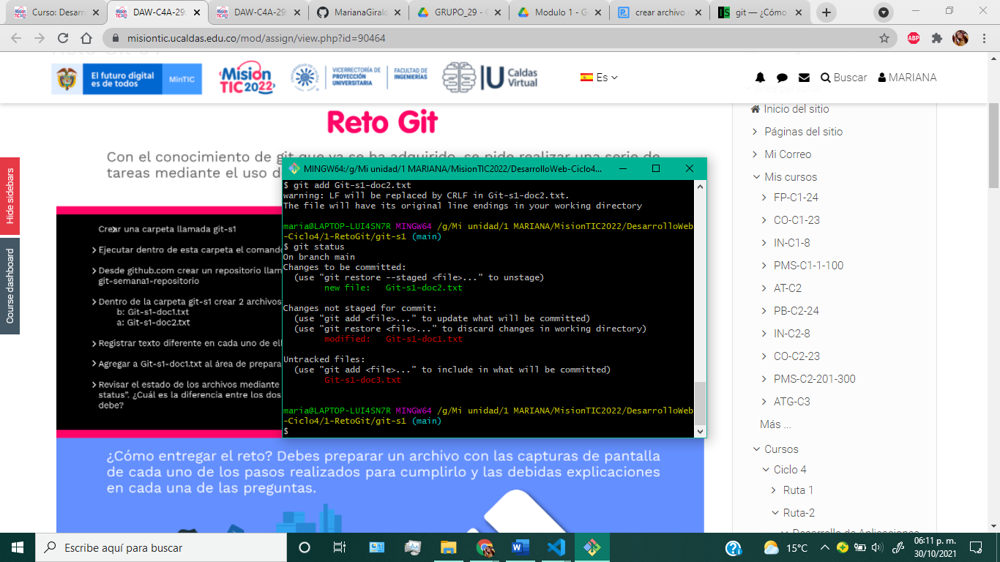 Curso: Desarro
DAW-C4A-29
DAW-C4A-29
MarianaGiral
GRUPO_29 -
Modulo 1 - G
crear archivo
git — ¿Cómo
misiontic.ucaldas.edu.co/mod/assign/view.php?id=90464
El futuro digital
es de todos
MinTIC
Misión
TIC2022
VICERRECTORÍA DE
PROYECCIÓN
UNIVERSITARIA
FACULTAD DE
INGENIERÍAS
IU Caldas
Virtual
Es
Buscar
MARIANA
Reto Git
Con el conocimiento de git que ya se ha adquirido, se pide realizar una serie de
tareas mediante el uso d
Crear una carpeta llamada git-s1
Ejecutar dentro de esta carpeta el comando
Desde github.com crear un repositorio llam
git-semana1-repositorio
Dentro de la carpeta git-s1 crear 2 archivos
b: Git-s1-doc1.txt
a: Git-s1-doc2.txt
Registrar texto diferente en cada uno de ell
Agregar a Git-s1-doc1.txt al área de prepara
Revisar el estado de los archivos mediante
status". ¿Cuál es la diferencia entre los dos
debe?
¿Cómo entregar el reto? Debes preparar un archivo con las capturas de pantalla
de cada uno de los pasos realizados para cumplirlo y las debidas explicaciones
en cada una de las preguntas.
Hide sidebars
Course dashboard
MINGW64:/g/Mi unidad/1 MARIANA/MisionTIC2022/DesarrolloWeb-Ciclo4...
$ git add Git-s1-doc2.txt
warning: LF will be replaced by CRLF in Git-s1-doc2.txt.
The file will have its original line endings in your working directory
maria@LAPTOP-LUI4SN7R MINGW64 /g/Mi unidad/1 MARIANA/MisionTIC2022/DesarrolloWeb
-Ciclo4/1-RetoGit/git-s1 (main)
$ git status
On branch main
Changes to be committed:
(use "git restore --staged <file>..." to unstage)
new file:   Git-s1-doc2.txt
Changes not staged for commit:
(use "git add <file>..." to update what will be committed)
(use "git restore <file>..." to discard changes in working directory)
modified:   Git-s1-doc1.txt
Untracked files:
(use "git add <file>..." to include in what will be committed)
Git-s1-doc3.txt
maria@LAPTOP-LUI4SN7R MINGW64 /g/Mi unidad/1 MARIANA/MisionTIC2022/DesarrolloWeb
-Ciclo4/1-RetoGit/git-s1 (main)
$
Área personal
Inicio del sitio
Páginas del sitio
Mi Correo
Mis cursos
FP-C1-24
CO-C1-23
IN-C1-8
PMS-C1-1-100
AT-C2
PB-C2-24
IN-C2-8
CO-C2-23
PMS-C2-201-300
ATG-C3
Más ...
Cursos
Ciclo 4
Ruta 1
Ruta-2
Desarrollo de Aplicaciones
Escribe aquí para buscar
15°C
06:11 p. m.
30/10/2021